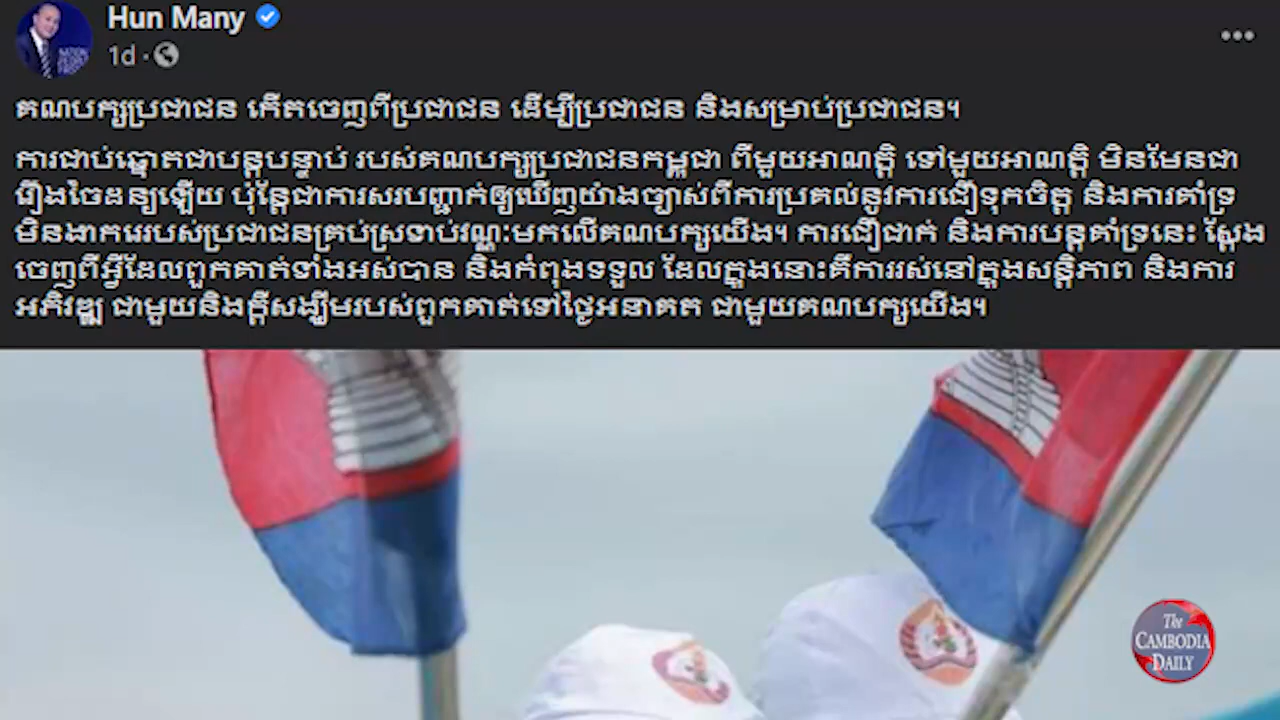 Hun Many
1d
គណបក្សប្រជាជន កើតចេញពីប្រជាជន ដើម្បីប្រជាជន និងសម្រាប់ប្រជាជន។
ការជាប់ឆ្នោតជាបន្តបន្ទាប់ របស់គណបក្សប្រជាជនកម្ពុជា ពីមួយអាណត្តិ ទៅមួយអាណត្តិ មិនមែនជា
រឿងចៃដន្យឡើយ ប៉ុន្តែជាការសរបញ្ជាក់ឲ្យឃើញយ៉ាងច្បាស់ពីការប្រគល់នូវការជឿទុកចិត្ត និងការគាំទ្រ
មិនងាករេរបស់ប្រជាជនគ្រប់ស្រទាប់វណ្ណៈមកលើគណបក្សយើង។ ការជឿជាក់ និងការបន្តគាំទ្រនេះ ស្តែង
ចេញពីអ្វីដែលពួកគាត់ទាំងអស់បាន និងកំពុងទទួល ដែលក្នុងនោះគឺការរស់នៅក្នុងសន្តិភាព និងការ
អភិវឌ្ឍ ជាមួយនិងក្តីសង្ឃឹមរបស់ពួកគាត់ទៅថ្ងៃអនាគត ជាមួយគណបក្សយើង។
The
CAMBODIA
DAILY